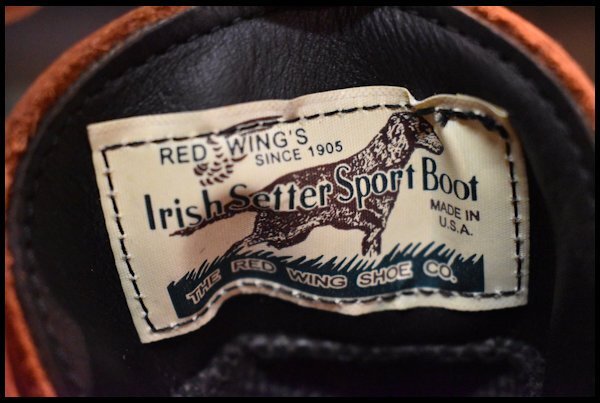 RED WING'S
SINCE 1905
Irish Setter Sport Boot
MADE IN
U.S.A.
THE RED WING SHOE CO.